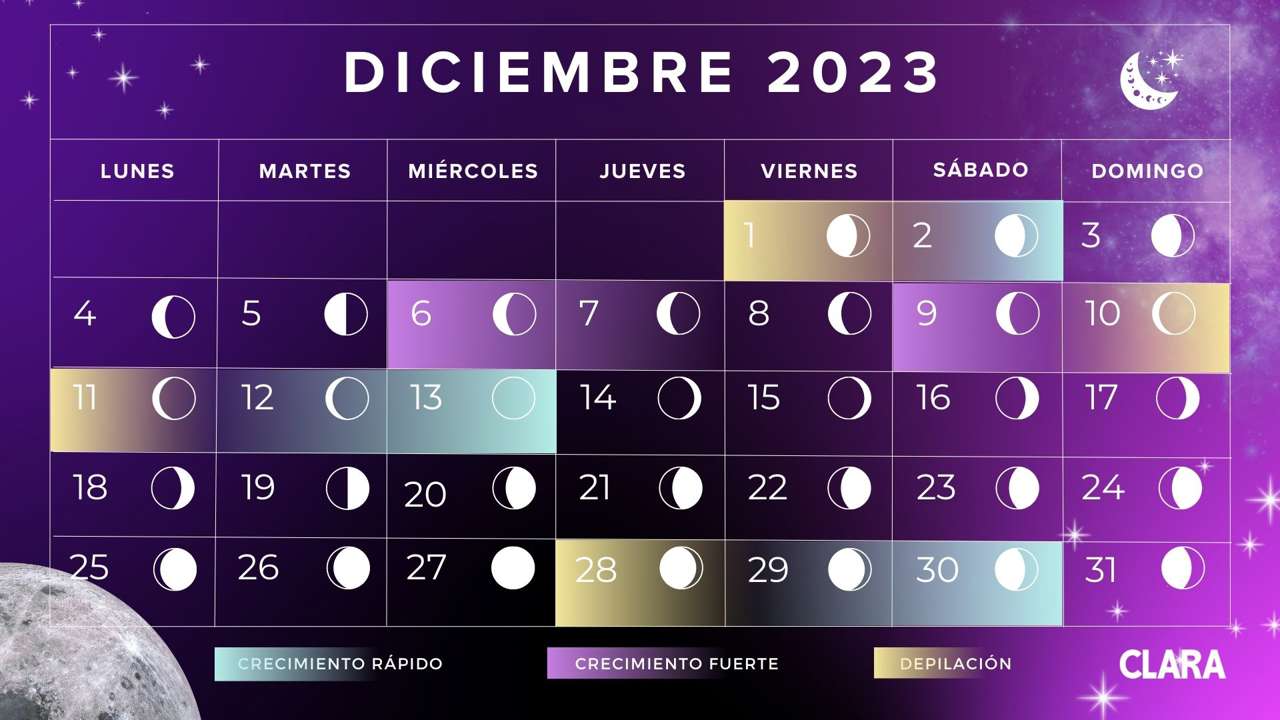 DICIEMBRE 2023
LUNES MARTES MIÉRCOLES JUEVES VIERNES SÁBADO DOMINGO
1 2 3
4 5 6 7 8 9 10
11 12 13 14 15 16 17
18 19 20 21 22 23 24
25 26 27 28 29 30 31
CRECIMIENTO RÁPIDO CRECIMIENTO FUERTE DEPILACIÓN CLARA